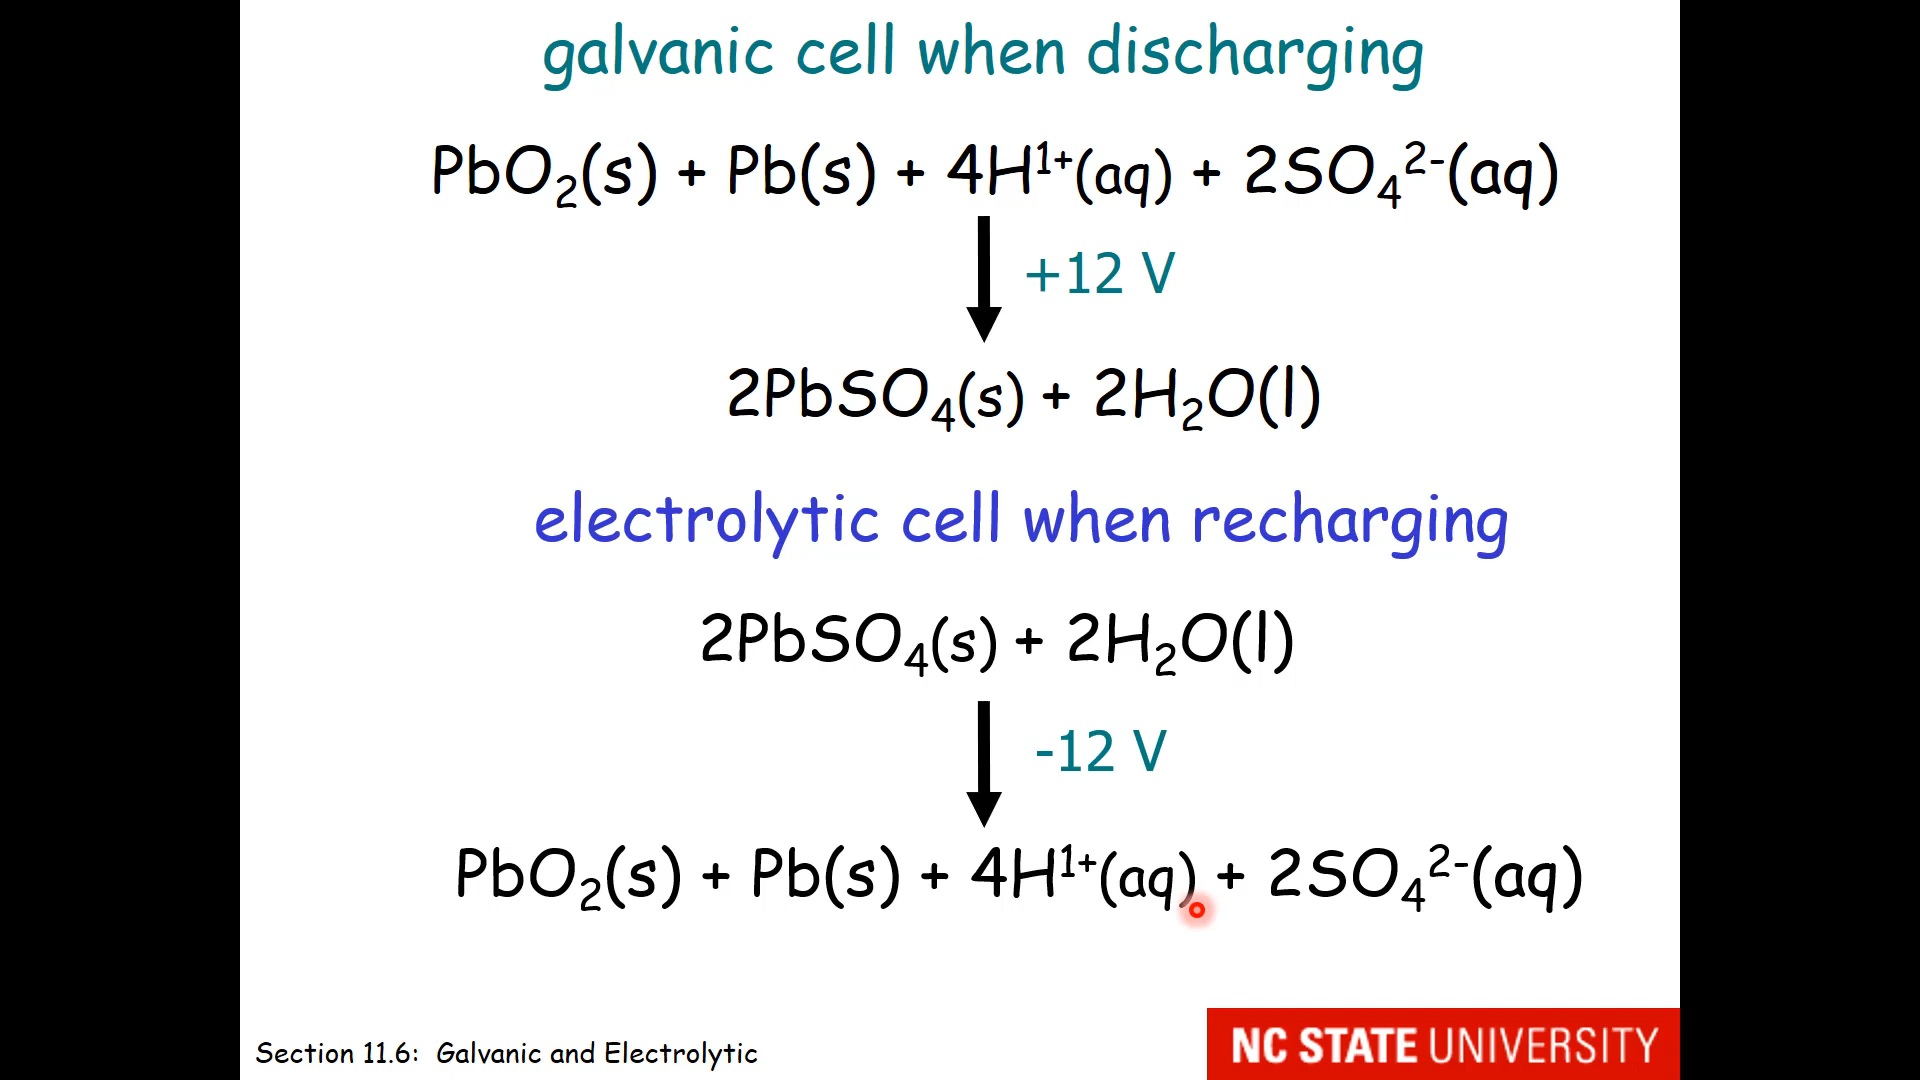 galvanic cell when discharging
PbO₂(s) + Pb(s) + 4H¹⁺(aq) + 2SO₄²⁻(aq)
+12 V
2PbSO₄(s) + 2H₂O(l)
electrolytic cell when recharging
2PbSO₄(s) + 2H₂O(l)
-12 V
PbO₂(s) + Pb(s) + 4H¹⁺(aq) + 2SO₄²⁻(aq)
Section 11.6: Galvanic and Electrolytic
NC STATE UNIVERSITY